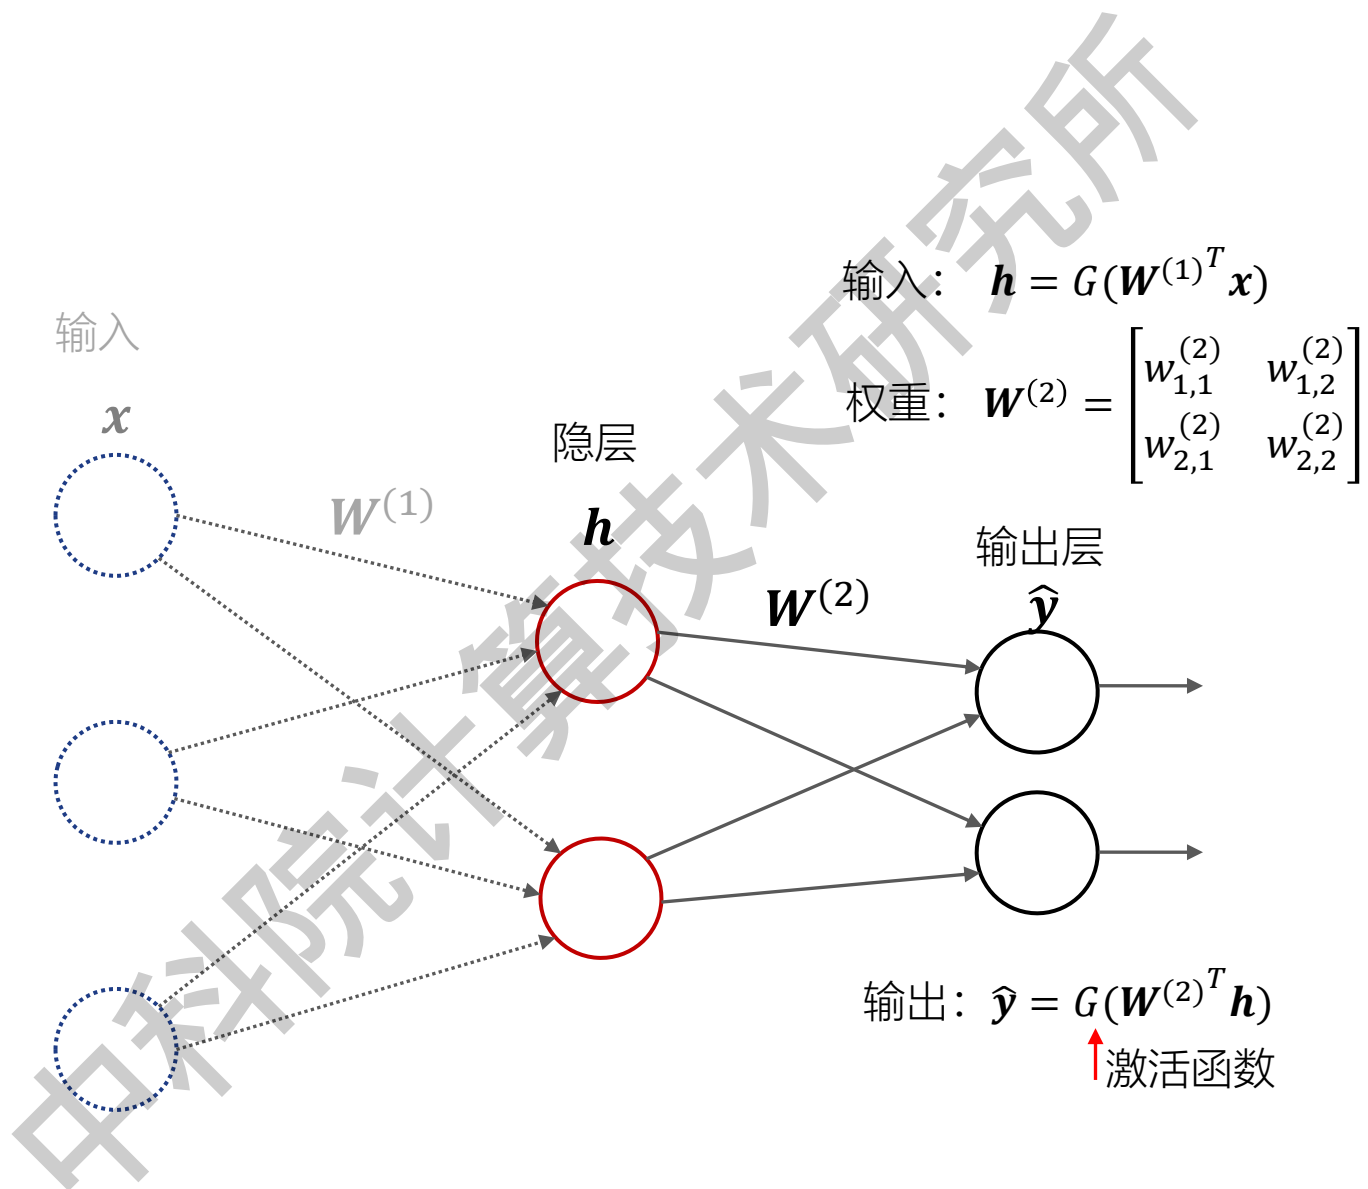 输入
x
W^(1)
隐层
h
W^(2)
输入： h = G(W^(1)^T x)
权重： W^(2) = [w_{1,1}^(2) w_{1,2}^(2)
w_{2,1}^(2) w_{2,2}^(2)]
输出层
ŷ
输出： ŷ = G(W^(2)^T h)
激活函数
中科院计算技术研究所